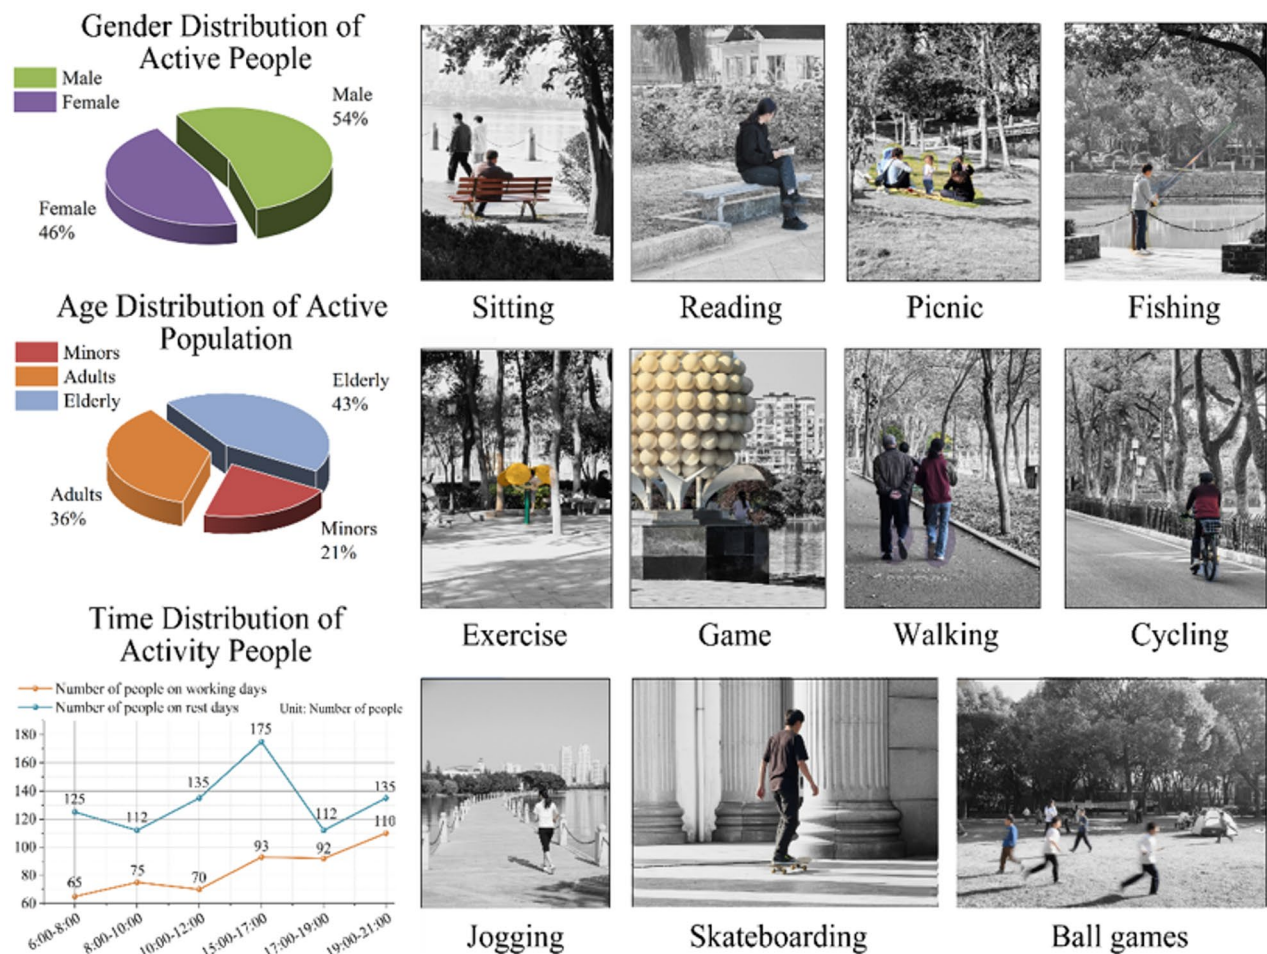 Gender Distribution of
Active People
Male
Female
Male
54%
Female
46%
Age Distribution of Active
Population
Minors
Adults
Elderly
Elderly
43%
Adults
36%
Minors
21%
Time Distribution of
Activity People
Number of people on working days
Number of people on rest days
Unit: Number of people
180
160
140
120
100
80
60
125
112
135
175
112
135
65
75
70
93
92
110
6:00-8:00
8:00-10:00
10:00-12:00
15:00-17:00
17:00-19:00
19:00-21:00
Sitting
Reading
Picnic
Fishing
Exercise
Game
Walking
Cycling
Jogging
Skateboarding
Ball games